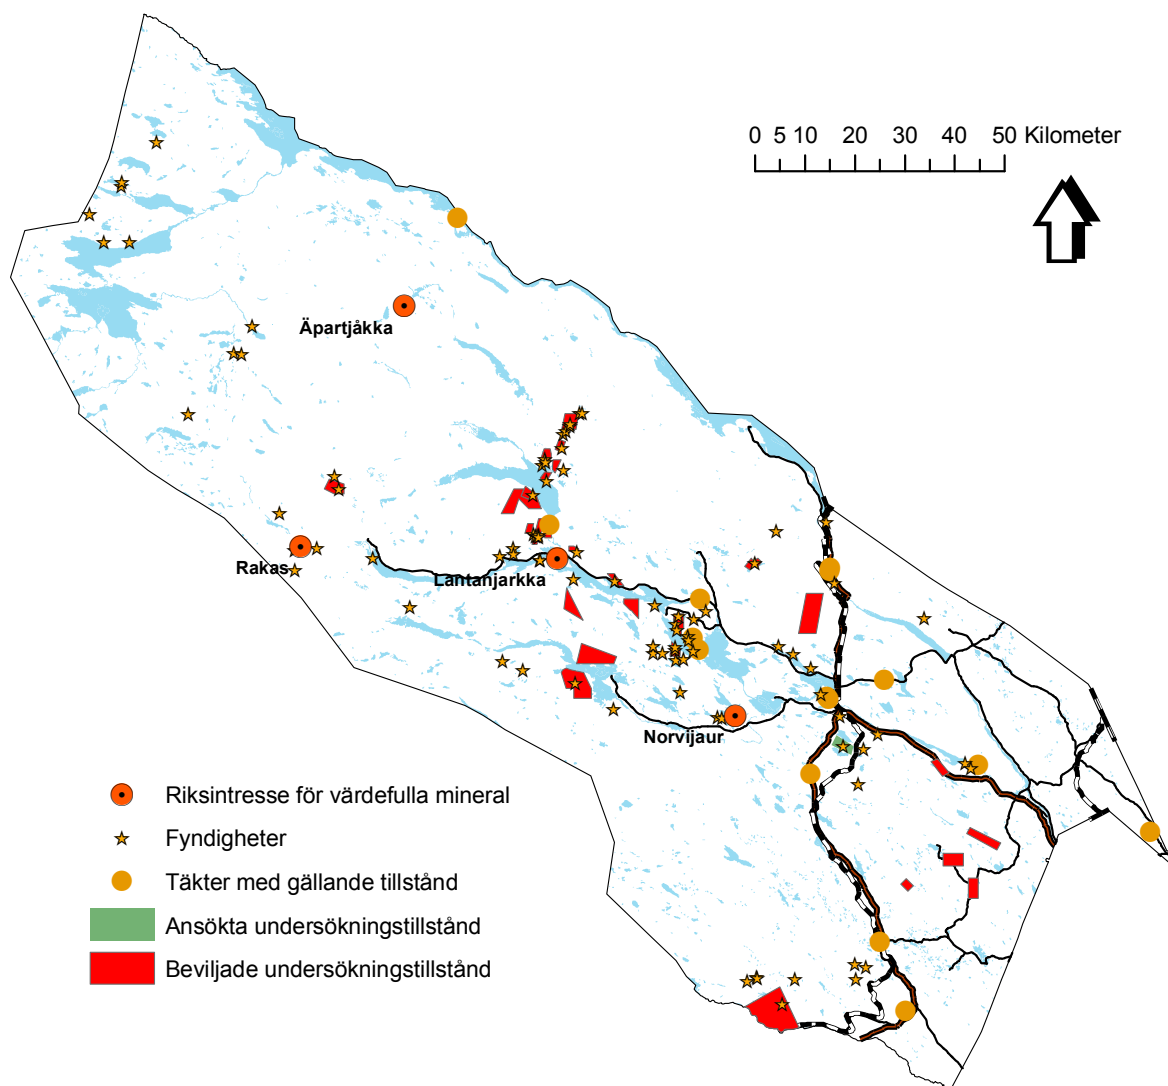 0 5 10 20 30 40 50 Kilometer
Äpartjåkka
Rakas
Lantanjarkka
Norvijaur
Riksintresse för värdefulla mineral
Fyndigheter
Täkter med gällande tillstånd
Ansökta undersökningstillstånd
Beviljade undersökningstillstånd